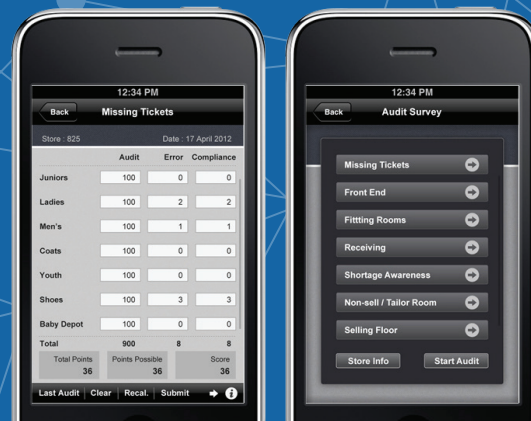 12:34 PM
Back Missing Tickets
Store : 825 Date : 17 April 2012
Audit Error Compliance
Juniors 100 0 0
Ladies 100 2 2
Men's 100 1 1
Coats 100 0 0
Youth 100 0 0
Shoes 100 3 3
Baby Depot 100 0 0
Total 900 8 8
Total Points Points Possible Score
36 36 36
Last Audit Clear Recal. Submit
12:34 PM
Back Audit Survey
Missing Tickets
Front End
Fittting Rooms
Receiving
Shortage Awareness
Non-sell / Tailor Room
Selling Floor
Store Info Start Audit